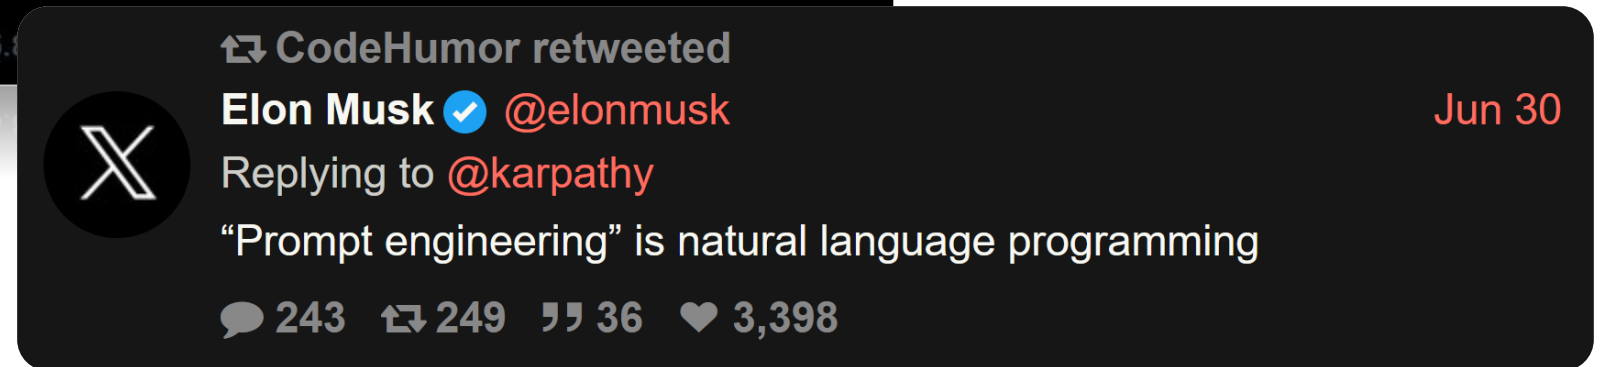 CodeHumor retweeted
Elon Musk @elonmusk Jun 30
Replying to @karpathy
“Prompt engineering” is natural language programming
243 249 36 3,398